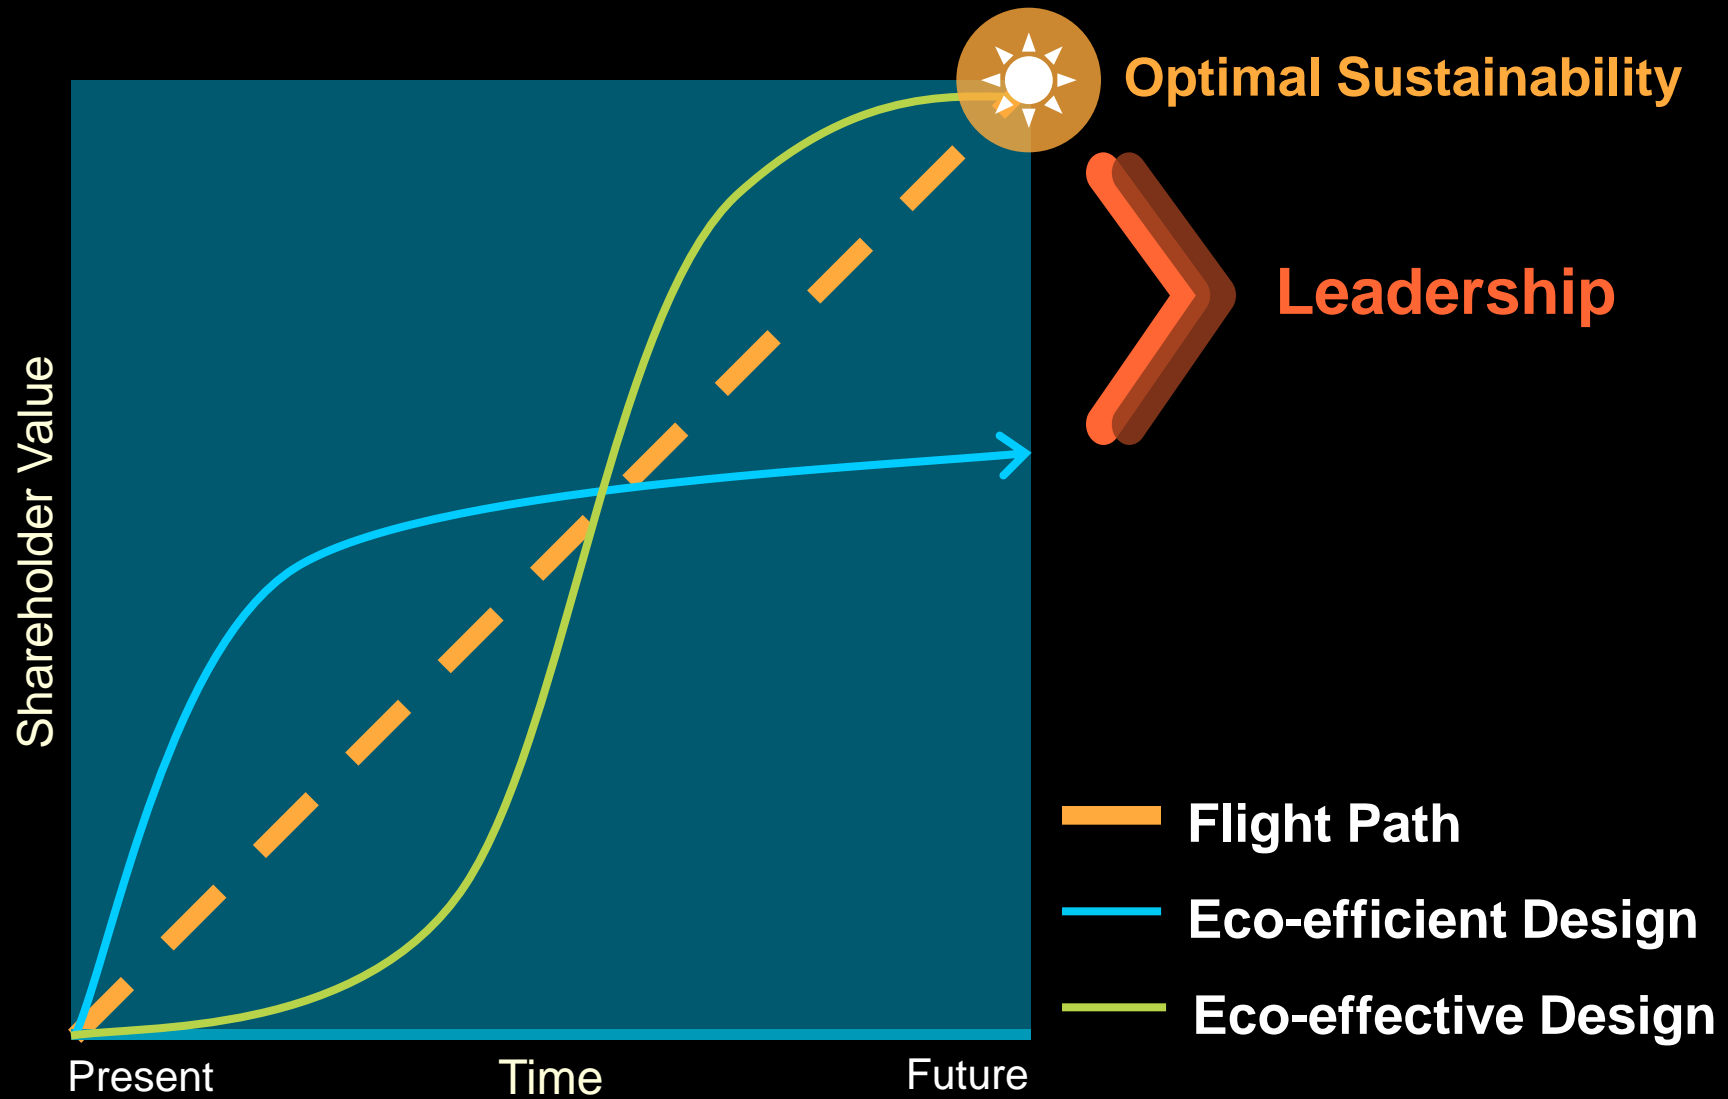 Optimal Sustainability
Leadership
Shareholder Value
Flight Path
Eco-efficient Design
Eco-effective Design
Present
Time
Future